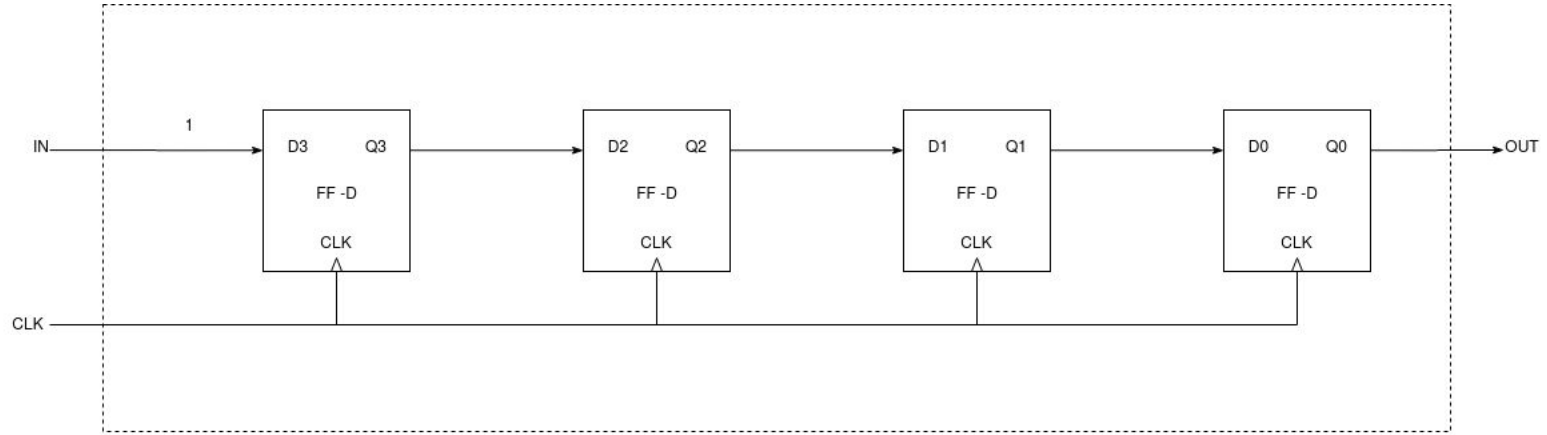 1
IN
D3 Q3
D2 Q2
D1 Q1
D0 Q0
OUT
FF -D
FF -D
FF -D
FF -D
CLK
CLK
CLK
CLK
CLK